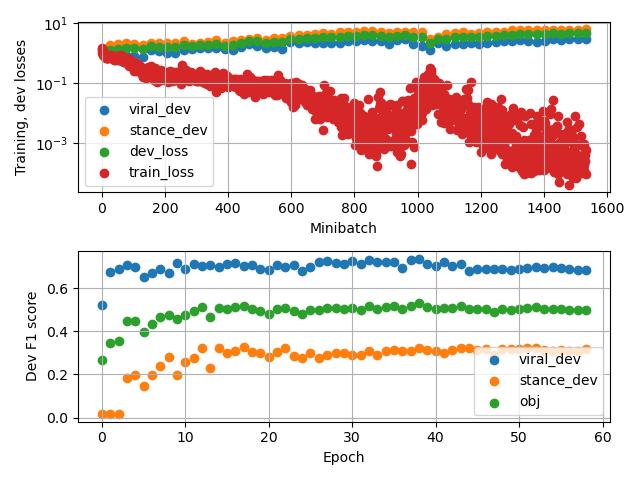 10¹
10⁻¹
10⁻³
Training, dev losses
viral_dev
stance_dev
dev_loss
train_loss
0 200 400 600 800 1000 1200 1400 1600
Minibatch
0.6
0.4
0.2
0.0
Dev F1 score
viral_dev
stance_dev
obj
0 10 20 30 40 50 60
Epoch